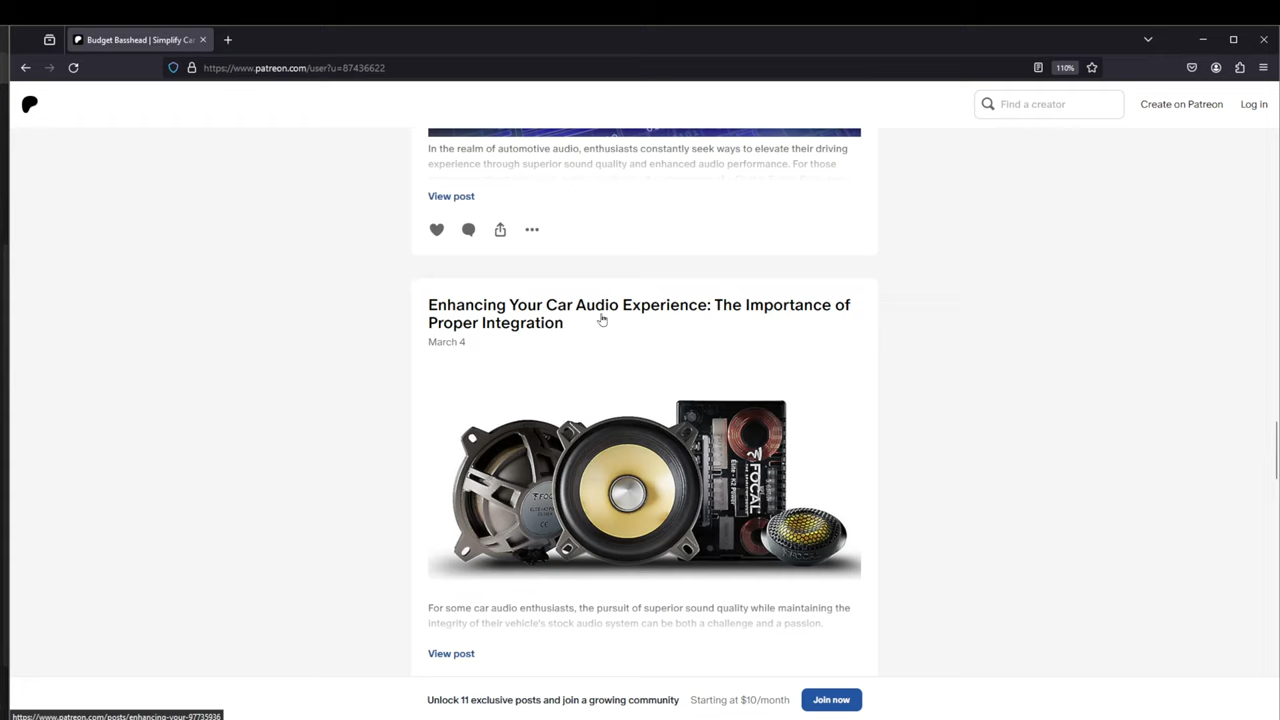 Budget Basshead | Simplify Ca
https://www.patreon.com/user?u=87436622
110%
Find a creator
Create on Patreon
Log in
In the realm of automotive audio, enthusiasts constantly seek ways to elevate their driving
experience through superior sound quality and enhanced audio performance. For those
View post
Enhancing Your Car Audio Experience: The Importance of
Proper Integration
March 4
FOCAL
FOCAL
For some car audio enthusiasts, the pursuit of superior sound quality while maintaining the
integrity of their vehicle's stock audio system can be both a challenge and a passion.
View post
Unlock 11 exclusive posts and join a growing community
Starting at $10/month
Join now
https://www.patreon.com/posts/enhancing-your-97735936